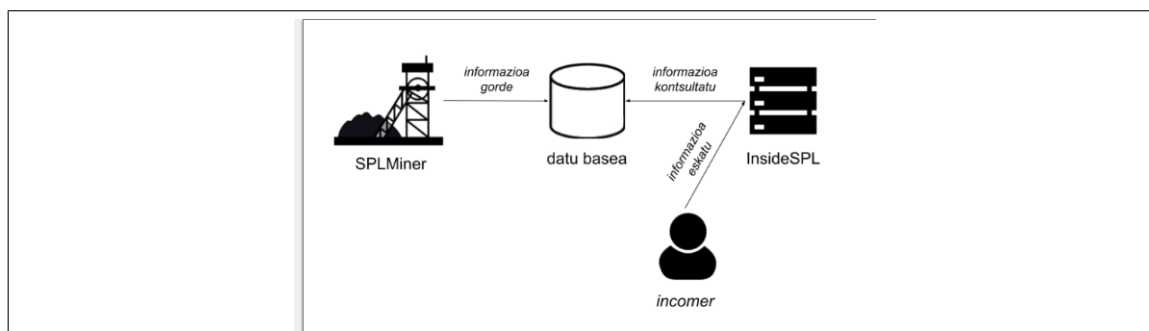 informazioa
gorde
informazioa
kontsultatu
SPLMiner
datu basea
InsideSPL
informazioa
eskatu
incomer